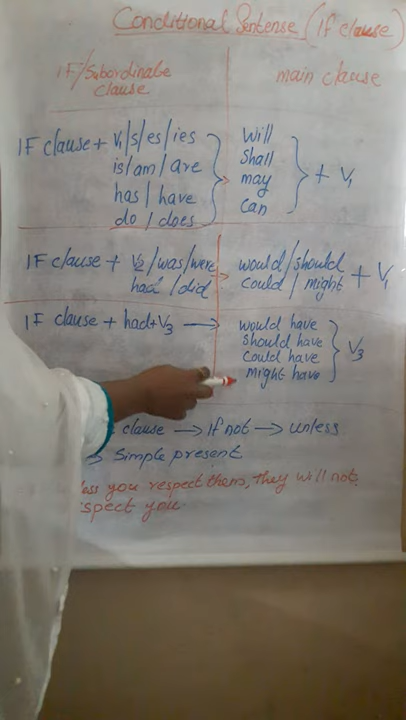 Conditional Sentence (If clause)
IF/Subordinate clause
main clause
IF clause + V1/s/es/ies
is/am/are
has/have
do/does
will
shall
may
can
+ V1
IF clause + V2/was/were
had/did
would/should
could/might
+ V1
IF clause + had+V3 →
would have
should have
could have
might have
V3
clause → If not → unless
Simple present
you respect them, they will not
you.